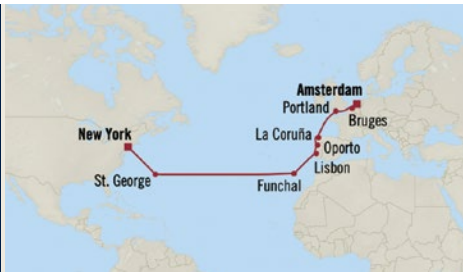 Amsterdam
Portland
Bruges
New York
La Coruña
Oporto
Lisbon
St. George
Funchal